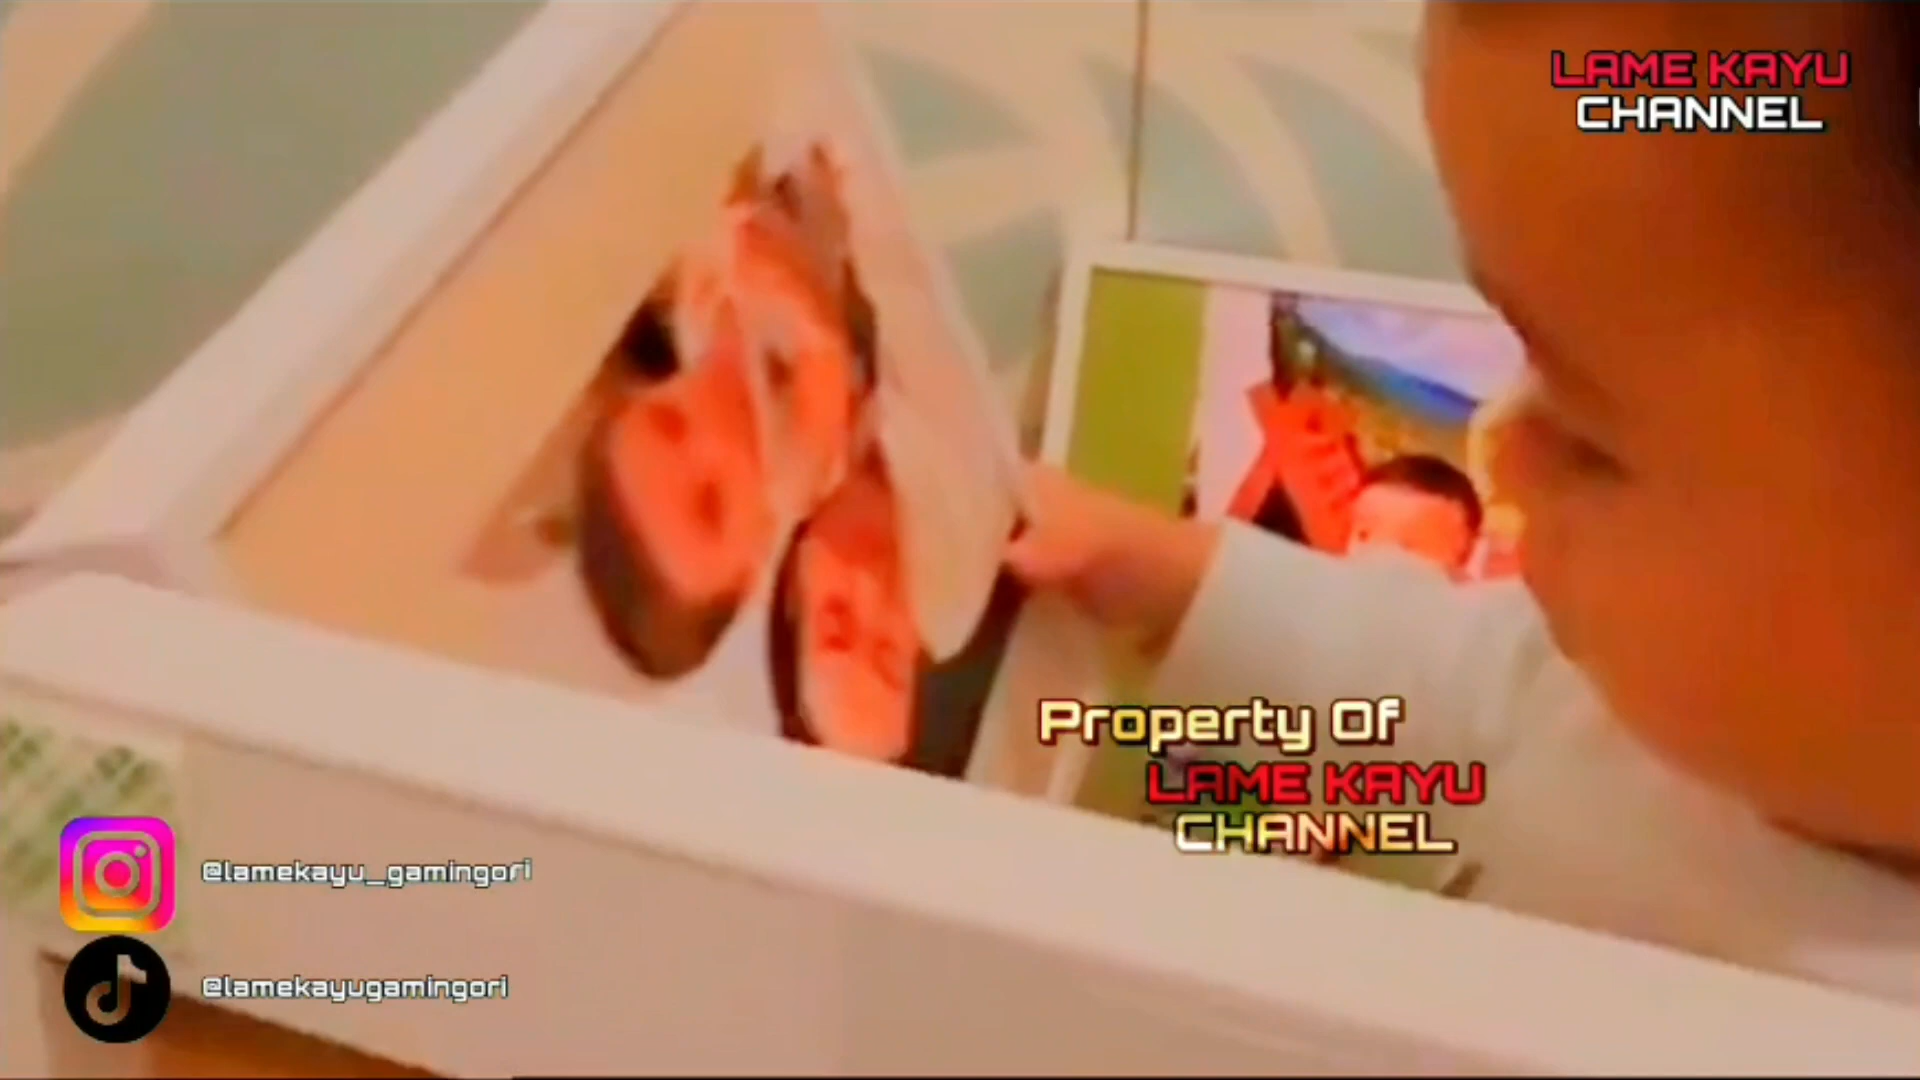 LAME KAYU
CHANNEL
Property Of
LAME KAYU
CHANNEL
@lamekayu_gamingori
@lamekayugamingori